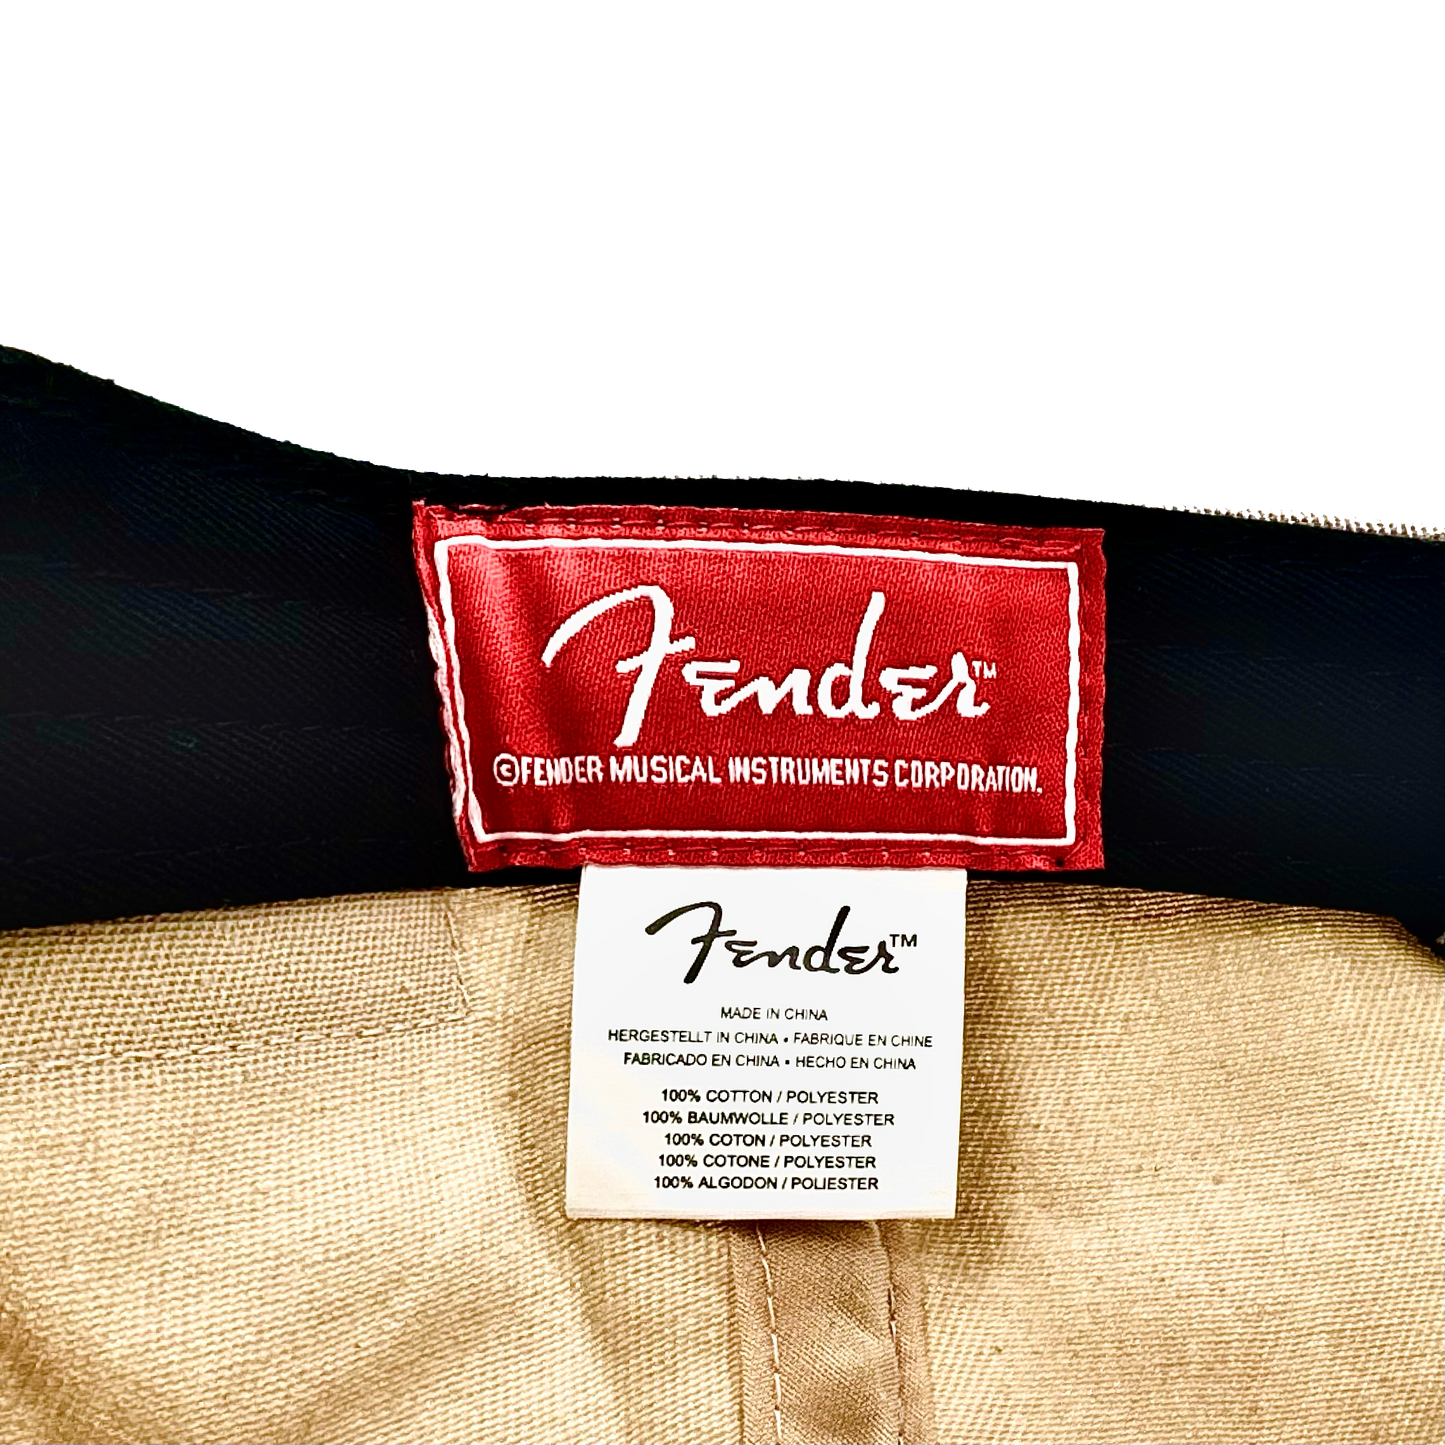 Fender™
©FENDER MUSICAL INSTRUMENTS CORPORATION.
Fender™
MADE IN CHINA
HERGESTELLT IN CHINA • FABRIQUE EN CHINE
FABRICADO EN CHINA • HECHO EN CHINA
100% COTTON / POLYESTER
100% BAUMWOLLE / POLYESTER
100% COTON / POLYESTER
100% COTONE / POLYESTER
100% ALGODON / POLIESTER